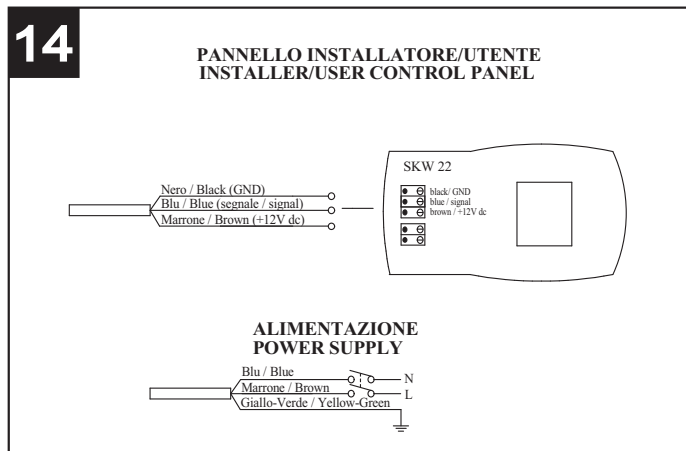 14
PANNELLO INSTALLATORE/UTENTE
INSTALLER/USER CONTROL PANEL
SKW 22
Nero / Black (GND)
Blu / Blue (segnale / signal)
Marrone / Brown (+12V dc)
black/ GND
blue / signal
brown / +12V dc
ALIMENTAZIONE
POWER SUPPLY
Blu / Blue
N
Marrone / Brown
L
Giallo-Verde / Yellow-Green